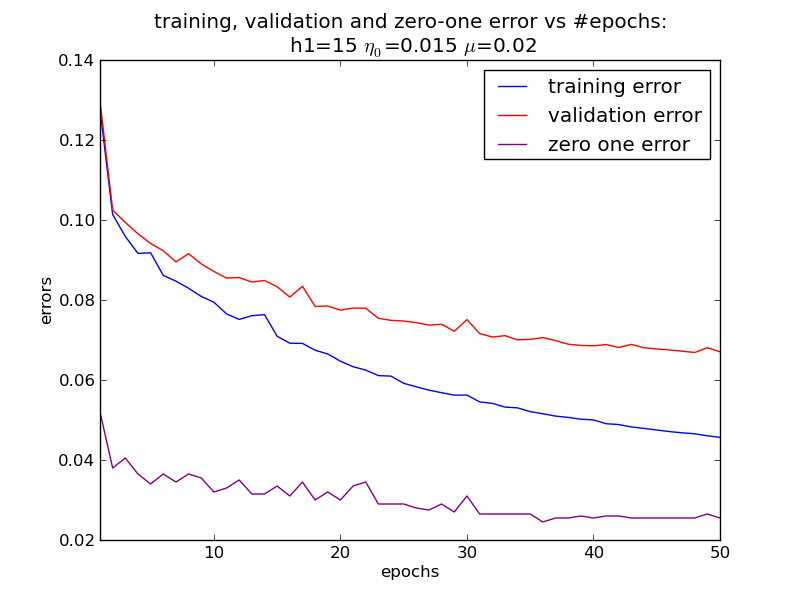 training, validation and zero-one error vs #epochs:
h1=15 η₀=0.015 μ=0.02
training error
validation error
zero one error
0.14
0.12
0.10
0.08
0.06
0.04
0.02
errors
10 20 30 40 50
epochs